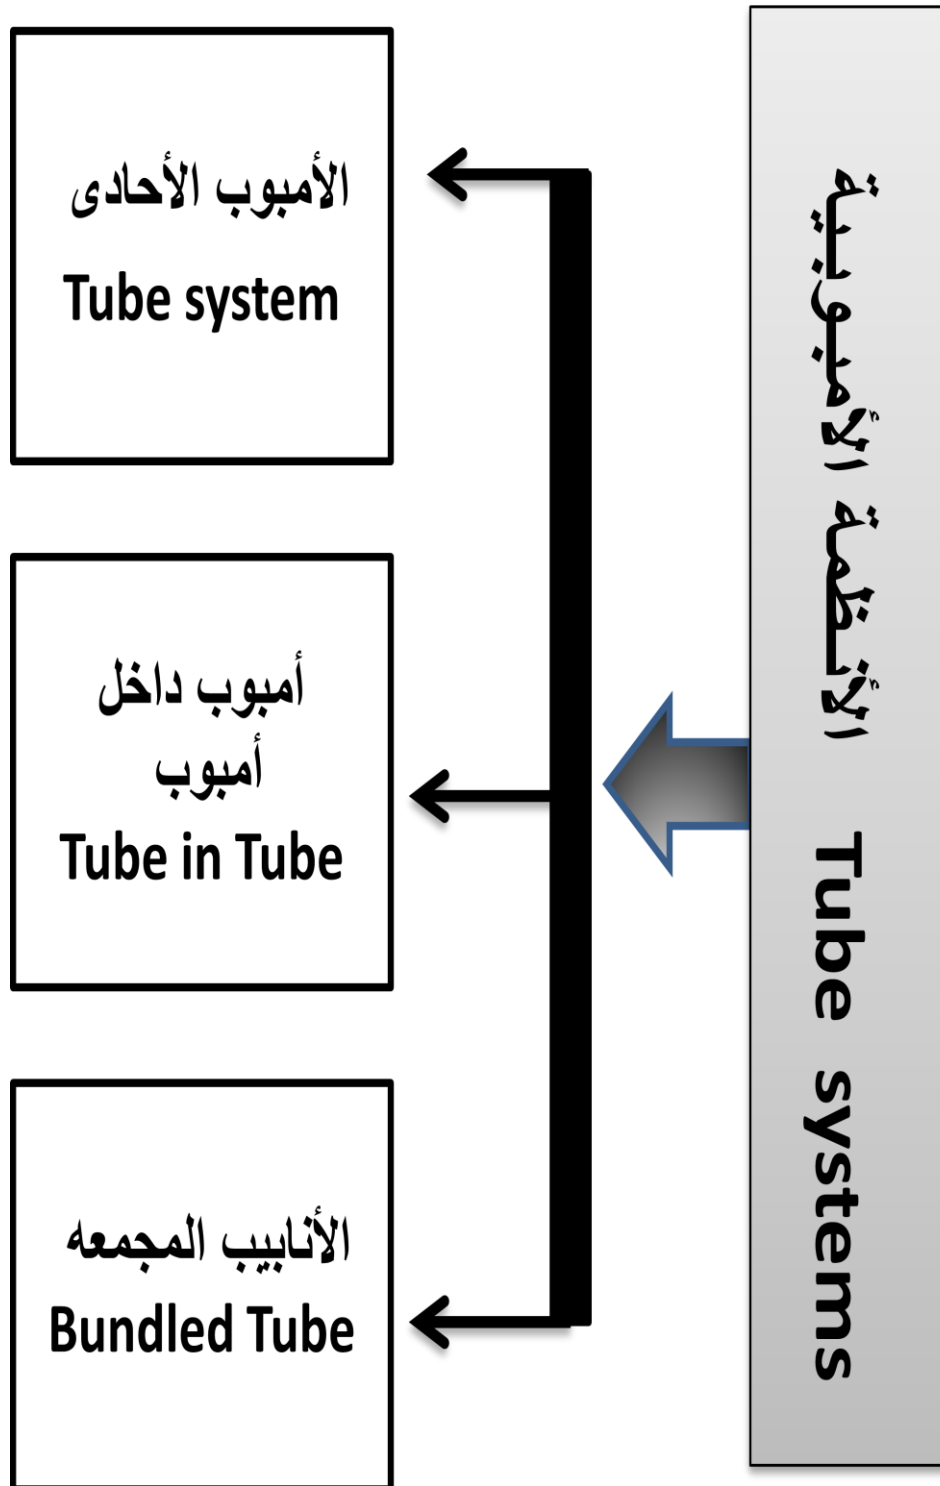 الأنظمة الأمبوبية Tube systems
الأمبوب الأحادى
Tube system
أمبوب داخل
أمبوب
Tube in Tube
الأنابيب المجمعه
Bundled Tube